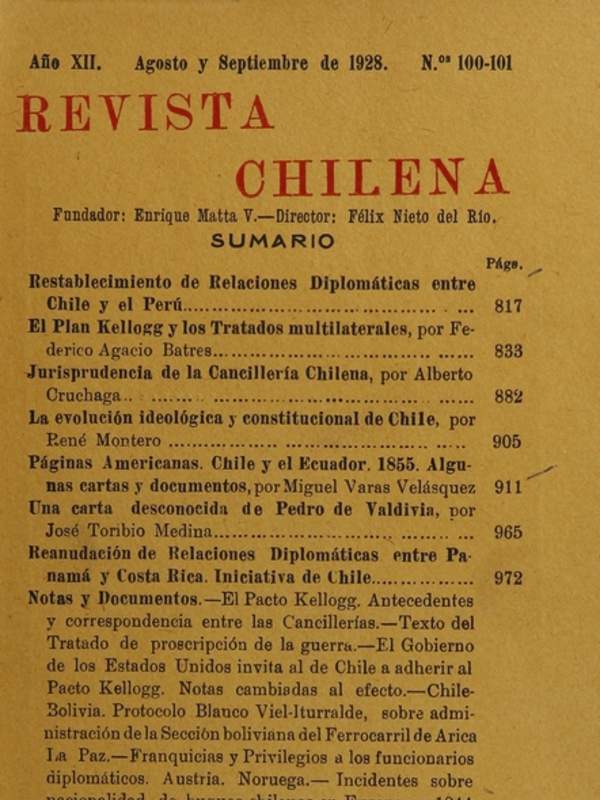 Año XII. Agosto y Septiembre de 1928. N.os 100-101
REVISTA
CHILENA
Fundador: Enrique Matta V.—Director: Félix Nieto del Río.
SUMARIO
Págs.
Restablecimiento de Relaciones Diplomáticas entre
Chile y el Perú........................................ 817
El Plan Kellogg y los Tratados multilaterales, por Fe-
derico Agacio Batres................................... 833
Jurisprudencia de la Cancillería Chilena, por Alberto
Cruchaga.. ............................................ 882
La evolución ideológica y constitucional de Chile, por
René Montero .......................................... 905
Páginas Americanas. Chile y el Ecuador. 1855. Algu-
nas cartas y documentos, por Miguel Varas Velásquez 911
Una carta desconocida de Pedro de Valdivia, por
José Toribio Medina.................................... 965
Reanudación de Relaciones Diplomáticas entre Pa-
namá y Costa Rica. Iniciativa de Chile................. 972
Notas y Documentos.—El Pacto Kellogg. Antecedentes
y correspondencia entre las Cancillerías.—Texto del
Tratado de proscripción de la guerra.—El Gobierno
de los Estados Unidos invita al de Chile a adherir al
Pacto Kellogg. Notas cambiadas al efecto.—Chile-
Bolivia. Protocolo Blanco Viel-Iturralde, sobre admi-
nistración de la Sección boliviana del Ferrocarril de Arica
La Paz.—Franquicias y Privilegios a los funcionarios
diplomáticos. Austria. Noruega.— Incidentes sobre